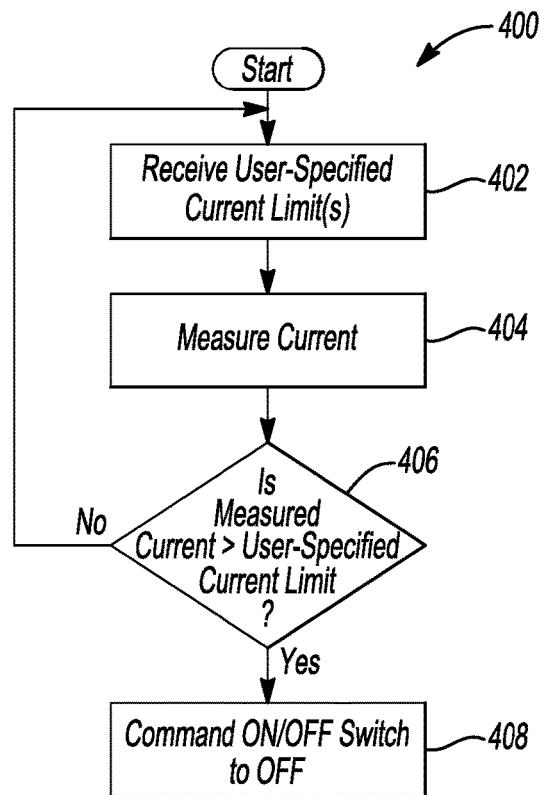 400
Start
Receive User-Specified
Current Limit(s)
402
Measure Current
404
406
Is
Measured
Current > User-Specified
Current Limit
?
No
Yes
Command ON/OFF Switch
to OFF
408